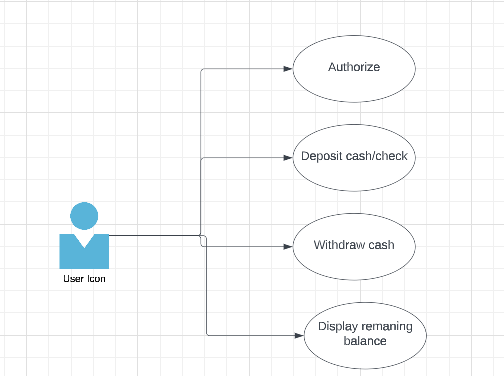 Authorize
Deposit cash/check
Withdraw cash
User Icon
Display remaning
balance